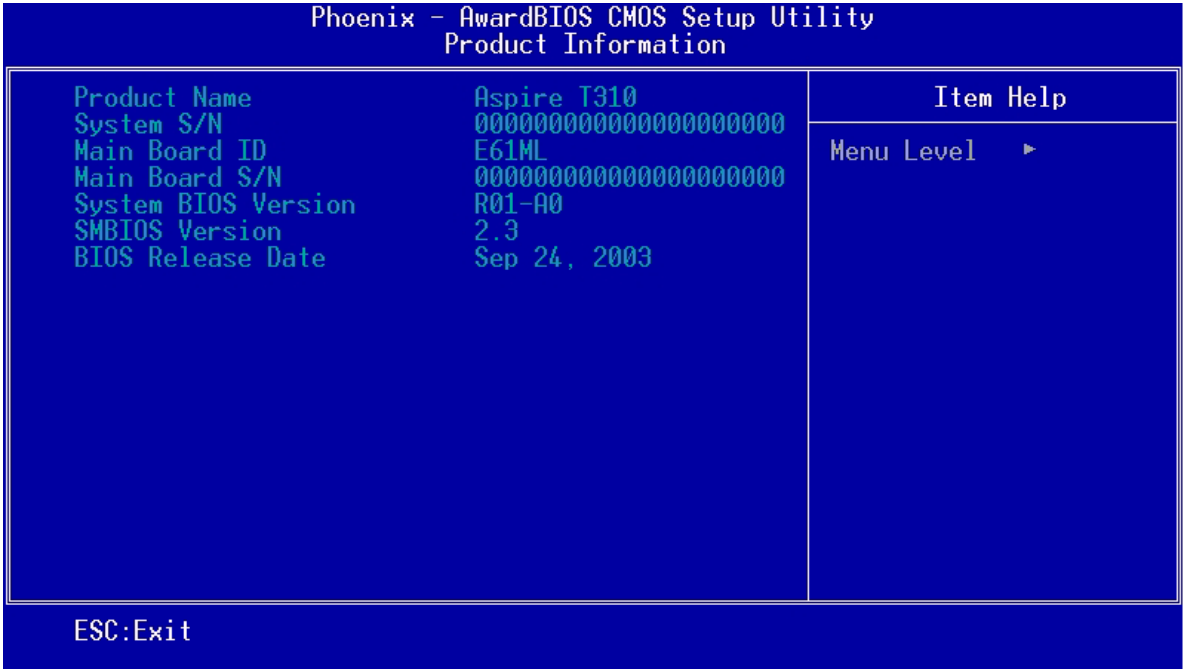 Phoenix - AwardBIOS CMOS Setup Utility
Product Information
Product Name Aspire T310
System S/N 000000000000000000000
Main Board ID E61ML
Main Board S/N 000000000000000000000
System BIOS Version R01-A0
SMBIOS Version 2.3
BIOS Release Date Sep 24, 2003
Item Help
Menu Level ►
ESC:Exit